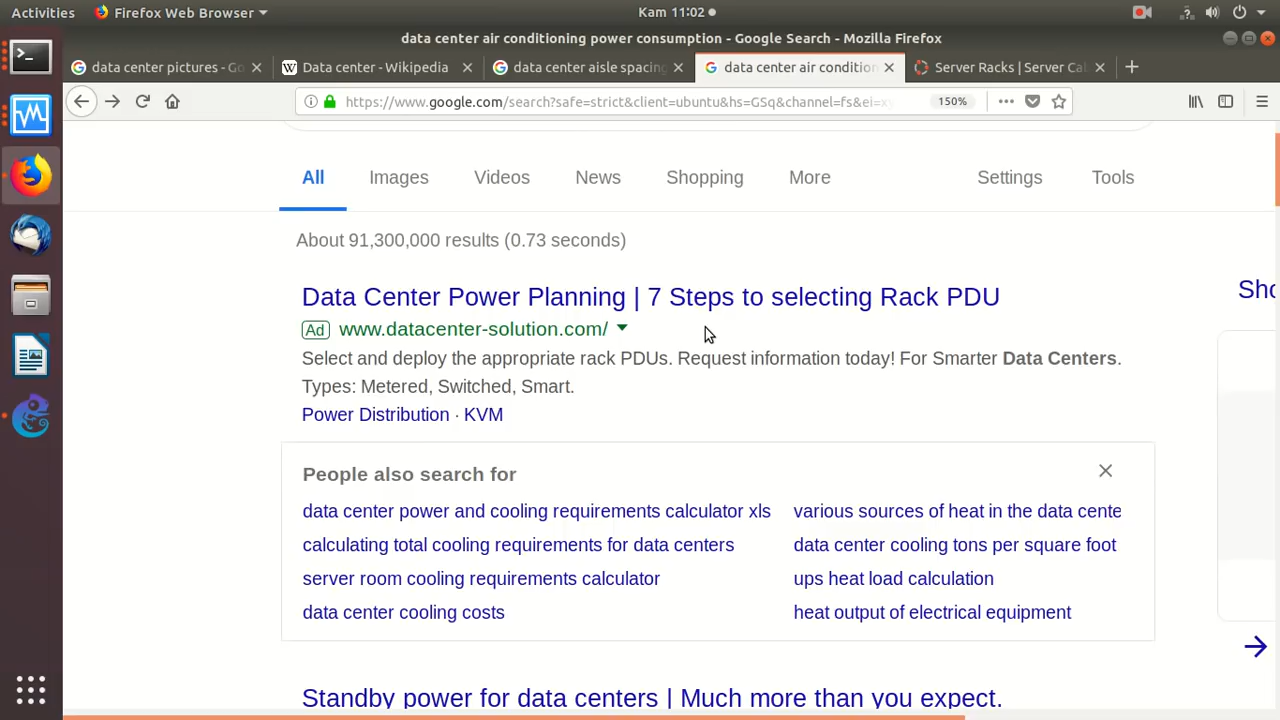 Activities Firefox Web Browser Kam 11:02
data center air conditioning power consumption - Google Search - Mozilla Firefox
data center pictures - Go Data center - Wikipedia data center aisle spacing data center air condition Server Racks | Server Cab
https://www.google.com/search?safe=strict&client=ubuntu&hs=GSq&channel=fs&ei=xy 150%
All Images Videos News Shopping More Settings Tools
About 91,300,000 results (0.73 seconds)
Data Center Power Planning | 7 Steps to selecting Rack PDU
Ad www.datacenter-solution.com/
Select and deploy the appropriate rack PDUs. Request information today! For Smarter Data Centers.
Types: Metered, Switched, Smart.
Power Distribution · KVM
Sho
People also search for
data center power and cooling requirements calculator xls various sources of heat in the data cente
calculating total cooling requirements for data centers data center cooling tons per square foot
server room cooling requirements calculator ups heat load calculation
data center cooling costs heat output of electrical equipment
Standby power for data centers | Much more than you expect.